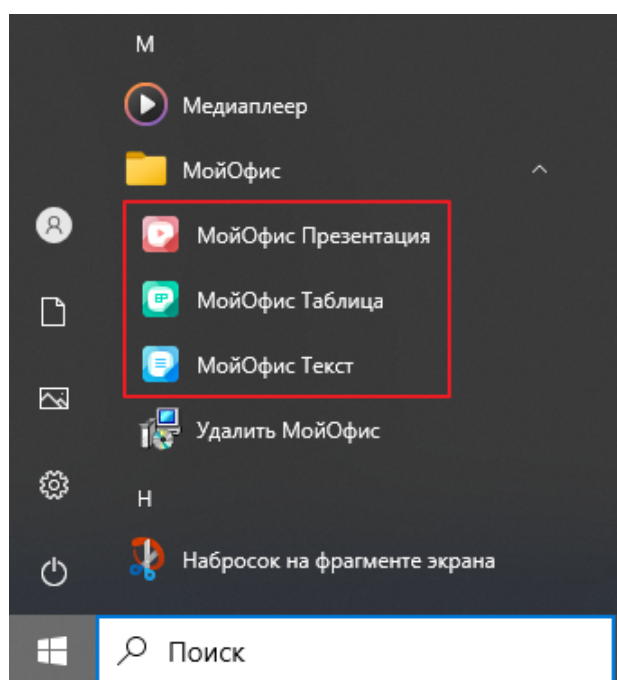 М
Медиаплеер
МойОфис
МойОфис Презентация
МойОфис Таблица
МойОфис Текст
Удалить МойОфис
Н
Набросок на фрагменте экрана
Поиск